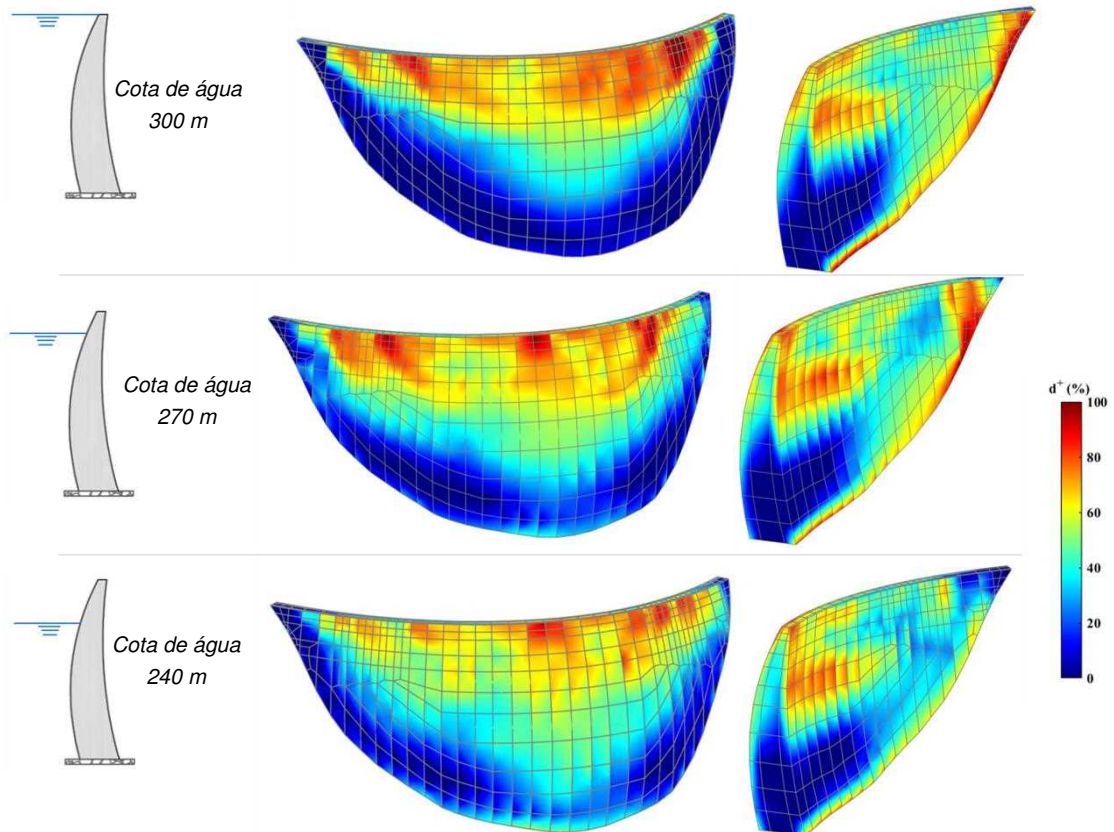 Cota de água
300 m
Cota de água
270 m
d⁺ (%)
100
80
60
40
20
0
Cota de água
240 m